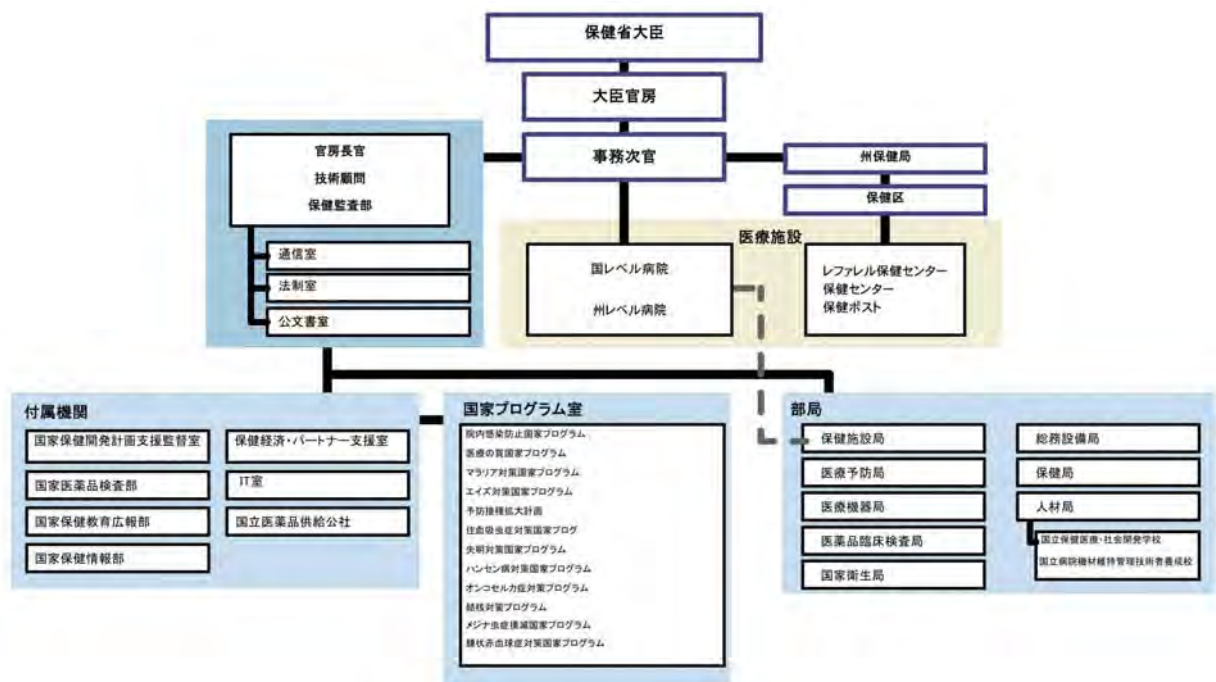 保健省大臣
大臣官房
事務次官
官房長官
技術顧問
保健監査部
通信室
法制室
公文書室
州保健局
保健区
医療施設
国レベル病院
州レベル病院
レファレル保健センター
保健センター
保健ポスト
付属機関
国家保健開発計画支援監督室
国家医薬品検査部
国家保健教育広報部
国家保健情報部
保健経済・パートナー支援室
IT室
国立医薬品供給公社
国家プログラム室
院内感染防止国家プログラム
医療の質国家プログラム
マラリア対策国家プログラム
エイズ対策国家プログラム
予防接種拡大計画
住血吸虫症対策国家プログ
失明対策国家プログラム
ハンセン病対策国家プログラム
オンコセルカ症対策プログラム
結核対策プログラム
メジナ虫症撲滅国家プログラム
鎌状赤血球症対策国家プログラム
部局
保健施設局
医療予防局
医療機器局
医薬品臨床検査局
国家衛生局
総務設備局
保健局
人材局
国立保健医療・社会開発学校
国立病院機材維持管理技術者養成校